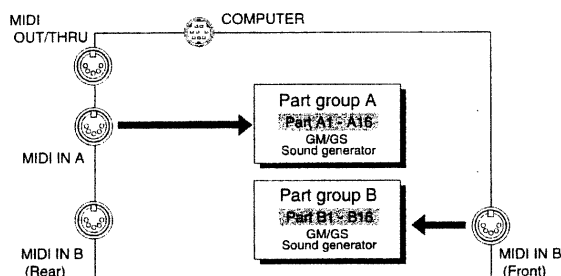 MIDI
OUT/THRU
COMPUTER
Part group A
Part A1 - A16
GM/GS
Sound generator
MIDI IN A
Part group B
Part B1 - B16
GM/GS
Sound generator
MIDI IN B
(Rear)
MIDI IN B
(Front)